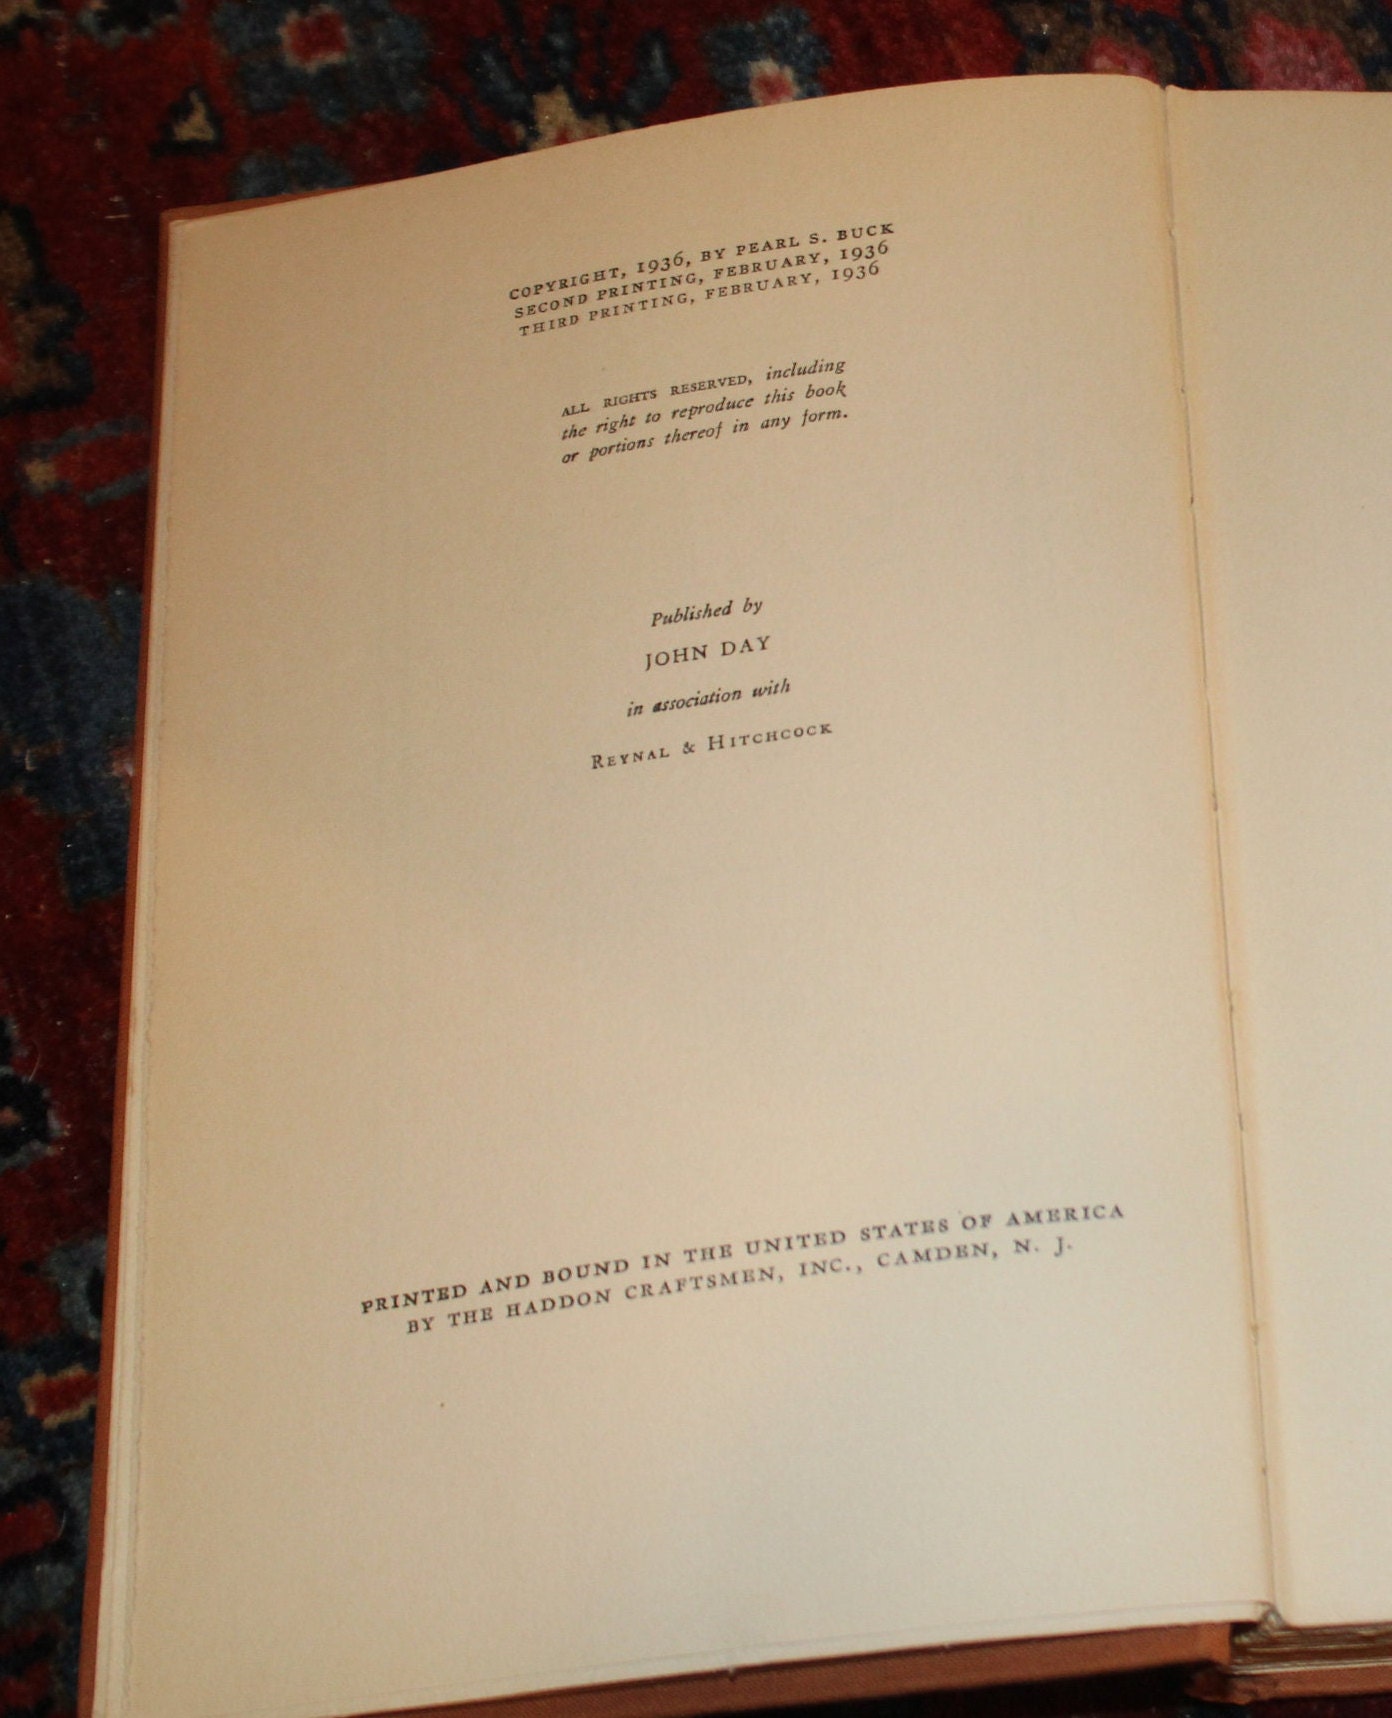 COPYRIGHT, 1936, BY PEARL S. BUCK
SECOND PRINTING, FEBRUARY, 1936
THIRD PRINTING, FEBRUARY, 1936
ALL RIGHTS RESERVED, including
the right to reproduce this book
or portions thereof in any form.
Published by
JOHN DAY
in association with
REYNAL & HITCHCOCK
PRINTED AND BOUND IN THE UNITED STATES OF AMERICA
BY THE HADDON CRAFTSMEN, INC., CAMDEN, N. J.